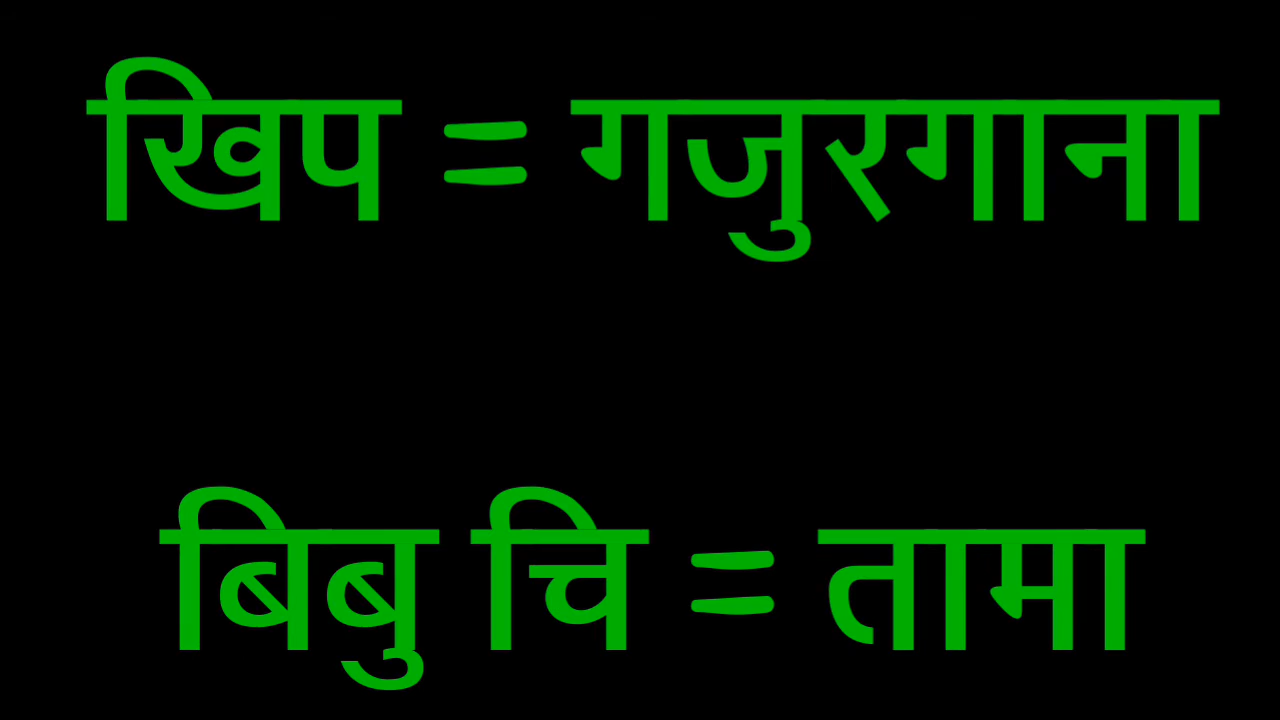 खिप = गजुरगाना
बिबु चि = तामा